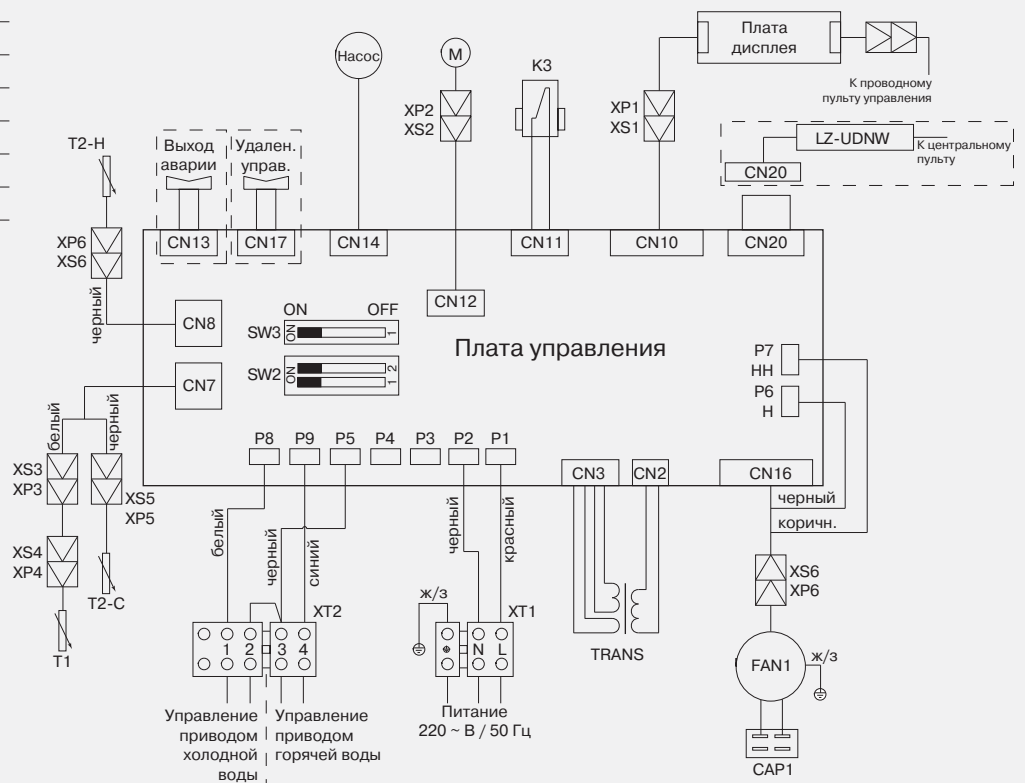 Плата
дисплея
К проводному
пульту управления
Насос
M
K3
XP2
XS2
XP1
XS1
LZ-UDNW
К центральному
пульту
CN20
T2-H
Выход
аварии
Удален.
управ.
XP6
XS6
черный
CN13
CN17
CN14
CN11
CN10
CN20
CN12
CN8
ON
OFF
SW3
ON
1
SW2
ON
2
1
Плата управления
CN7
P7
HH
P6
H
белый
черный
P8
P9
P5
P4
P3
P2
P1
CN3
CN2
CN16
XS3
XP3
XS5
XP5
XS4
XP4
T2-C
T1
белый
черный
синий
черный
красный
черный
коричн.
XS6
XP6
ж/з
XT2
XT1
1
2
3
4
N
L
TRANS
FAN1
ж/з
CAP1
Управление
приводом
холодной
воды
Управление
приводом
горячей воды
Питание
220 ~ В / 50 Гц